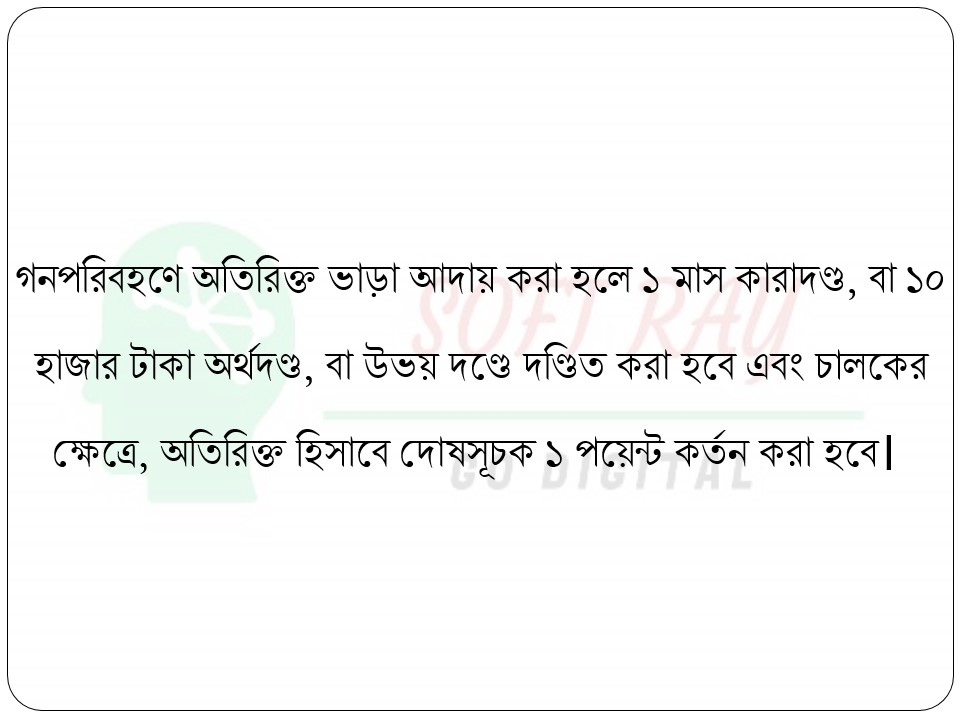 গনপরিবহণে অতিরিক্ত ভাড়া আদায় করা হলে ১ মাস কারাদণ্ড, বা ১০
হাজার টাকা অর্থদণ্ড, বা উভয় দণ্ডে দণ্ডিত করা হবে এবং চালকের
ক্ষেত্রে, অতিরিক্ত হিসাবে দোষসূচক ১ পয়েন্ট কর্তন করা হবে।
SOFT RAY
GO DIGITAL